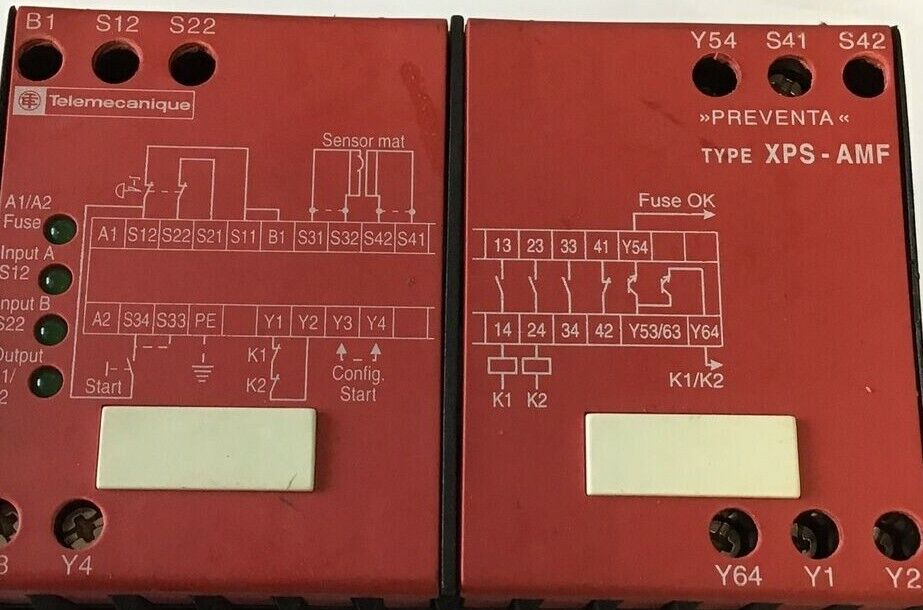 B1 S12 S22
Telemecanique
Sensor mat
A1/A2
Fuse
Input A
S12
Input B
S22
Output
A1 S12 S22 S21 S11 B1 S31 S32 S42 S41
A2 S34 S33 PE Y1 Y2 Y3 Y4
Start
K1
K2
Config.
Start
Y4
Y54 S41 S42
»PREVENTA«
TYPE XPS-AMF
Fuse OK
13 23 33 41 Y54
14 24 34 42 Y53/63 Y64
K1 K2
K1/K2
Y64 Y1 Y2